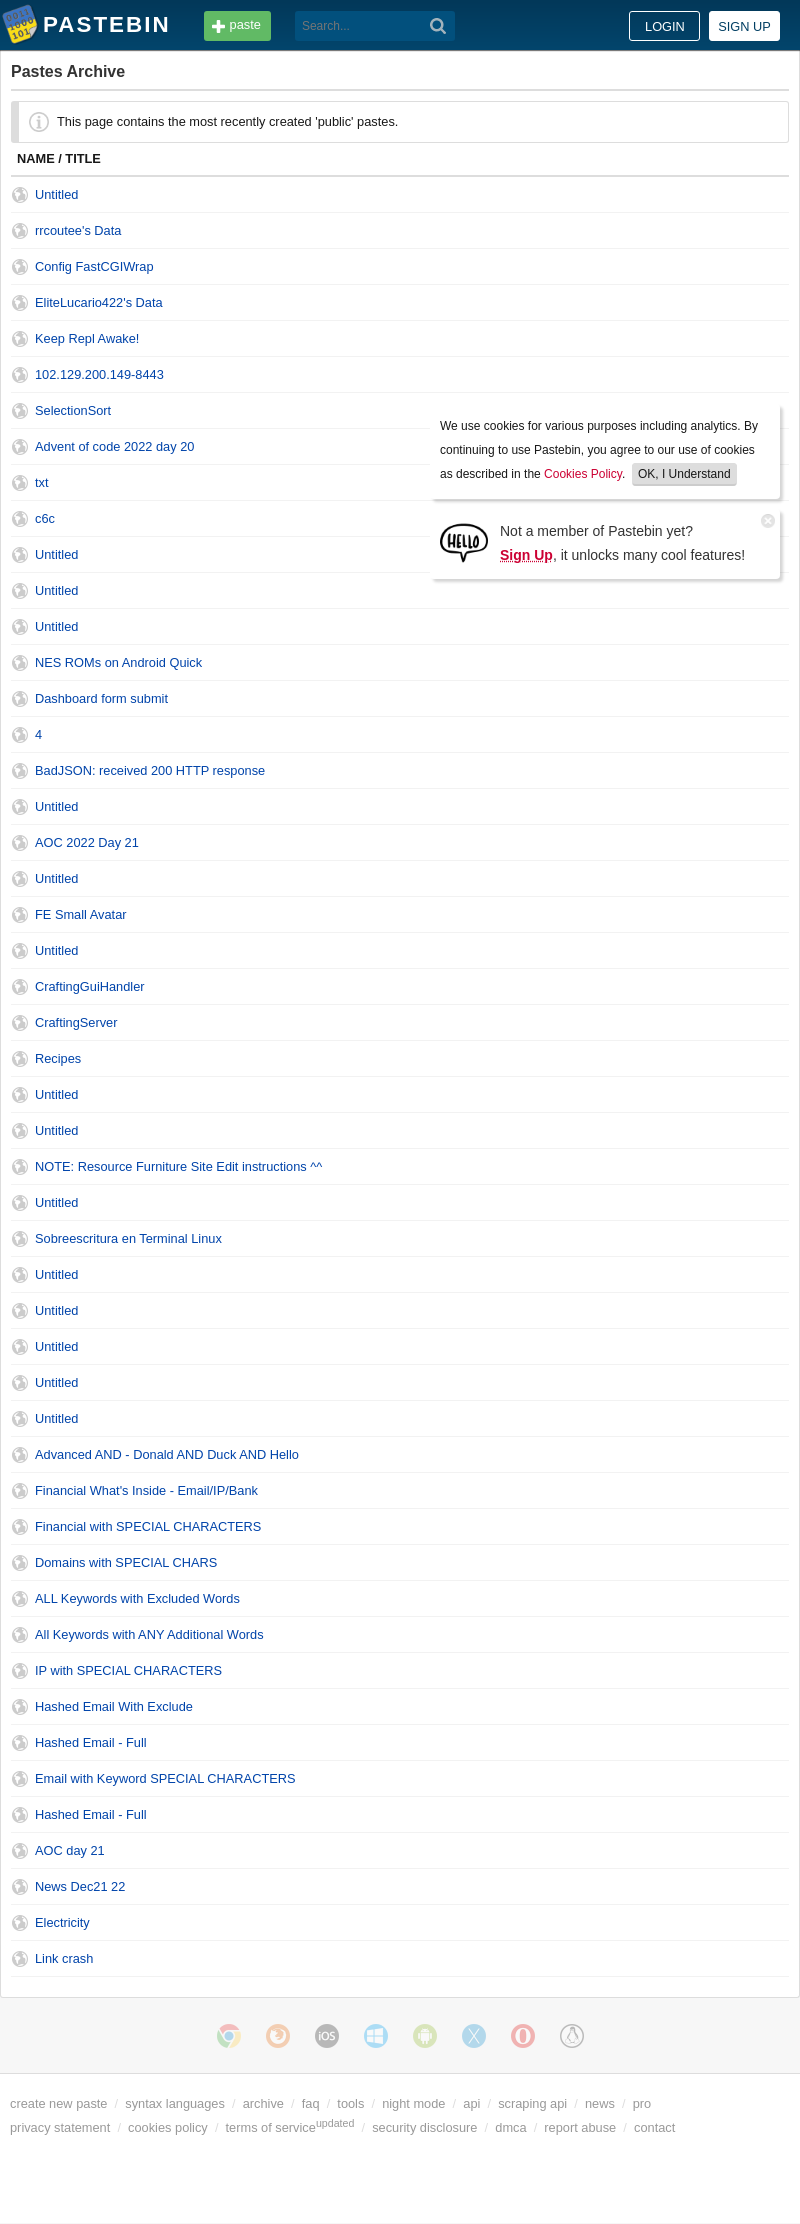 PASTEBIN
paste
Search...
LOGIN
SIGN UP
Pastes Archive
This page contains the most recently created 'public' pastes.
NAME / TITLE
Untitled
rrcoutee's Data
Config FastCGIWrap
EliteLucario422's Data
Keep Repl Awake!
102.129.200.149-8443
SelectionSort
Advent of code 2022 day 20
txt
c6c
Untitled
Untitled
Untitled
NES ROMs on Android Quick
Dashboard form submit
4
BadJSON: received 200 HTTP response
Untitled
AOC 2022 Day 21
Untitled
FE Small Avatar
Untitled
CraftingGuiHandler
CraftingServer
Recipes
Untitled
Untitled
NOTE: Resource Furniture Site Edit instructions ^^
Untitled
Sobreescritura en Terminal Linux
Untitled
Untitled
Untitled
Untitled
Untitled
Advanced AND - Donald AND Duck AND Hello
Financial What's Inside - Email/IP/Bank
Financial with SPECIAL CHARACTERS
Domains with SPECIAL CHARS
ALL Keywords with Excluded Words
All Keywords with ANY Additional Words
IP with SPECIAL CHARACTERS
Hashed Email With Exclude
Hashed Email - Full
Email with Keyword SPECIAL CHARACTERS
Hashed Email - Full
AOC day 21
News Dec21 22
Electricity
Link crash
We use cookies for various purposes including analytics. By
continuing to use Pastebin, you agree to our use of cookies
as described in the Cookies Policy. OK, I Understand
HELLO
Not a member of Pastebin yet?
Sign Up, it unlocks many cool features!
iOS
create new paste / syntax languages / archive / faq / tools / night mode / api / scraping api / news / pro
privacy statement / cookies policy / terms of serviceupdated / security disclosure / dmca / report abuse / contact